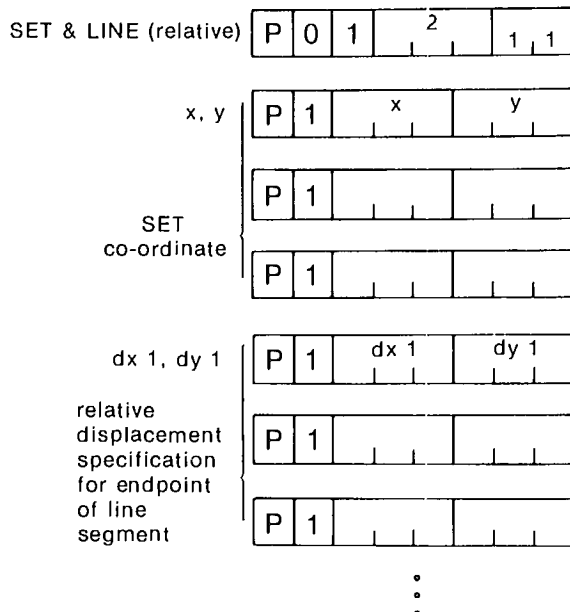 SET & LINE (relative) P 0 1 2 1 1
x, y P 1 x y
P 1
SET
co-ordinate
P 1
dx 1, dy 1 P 1 dx 1 dy 1
relative
displacement
specification
for endpoint
of line
segment
P 1
P 1